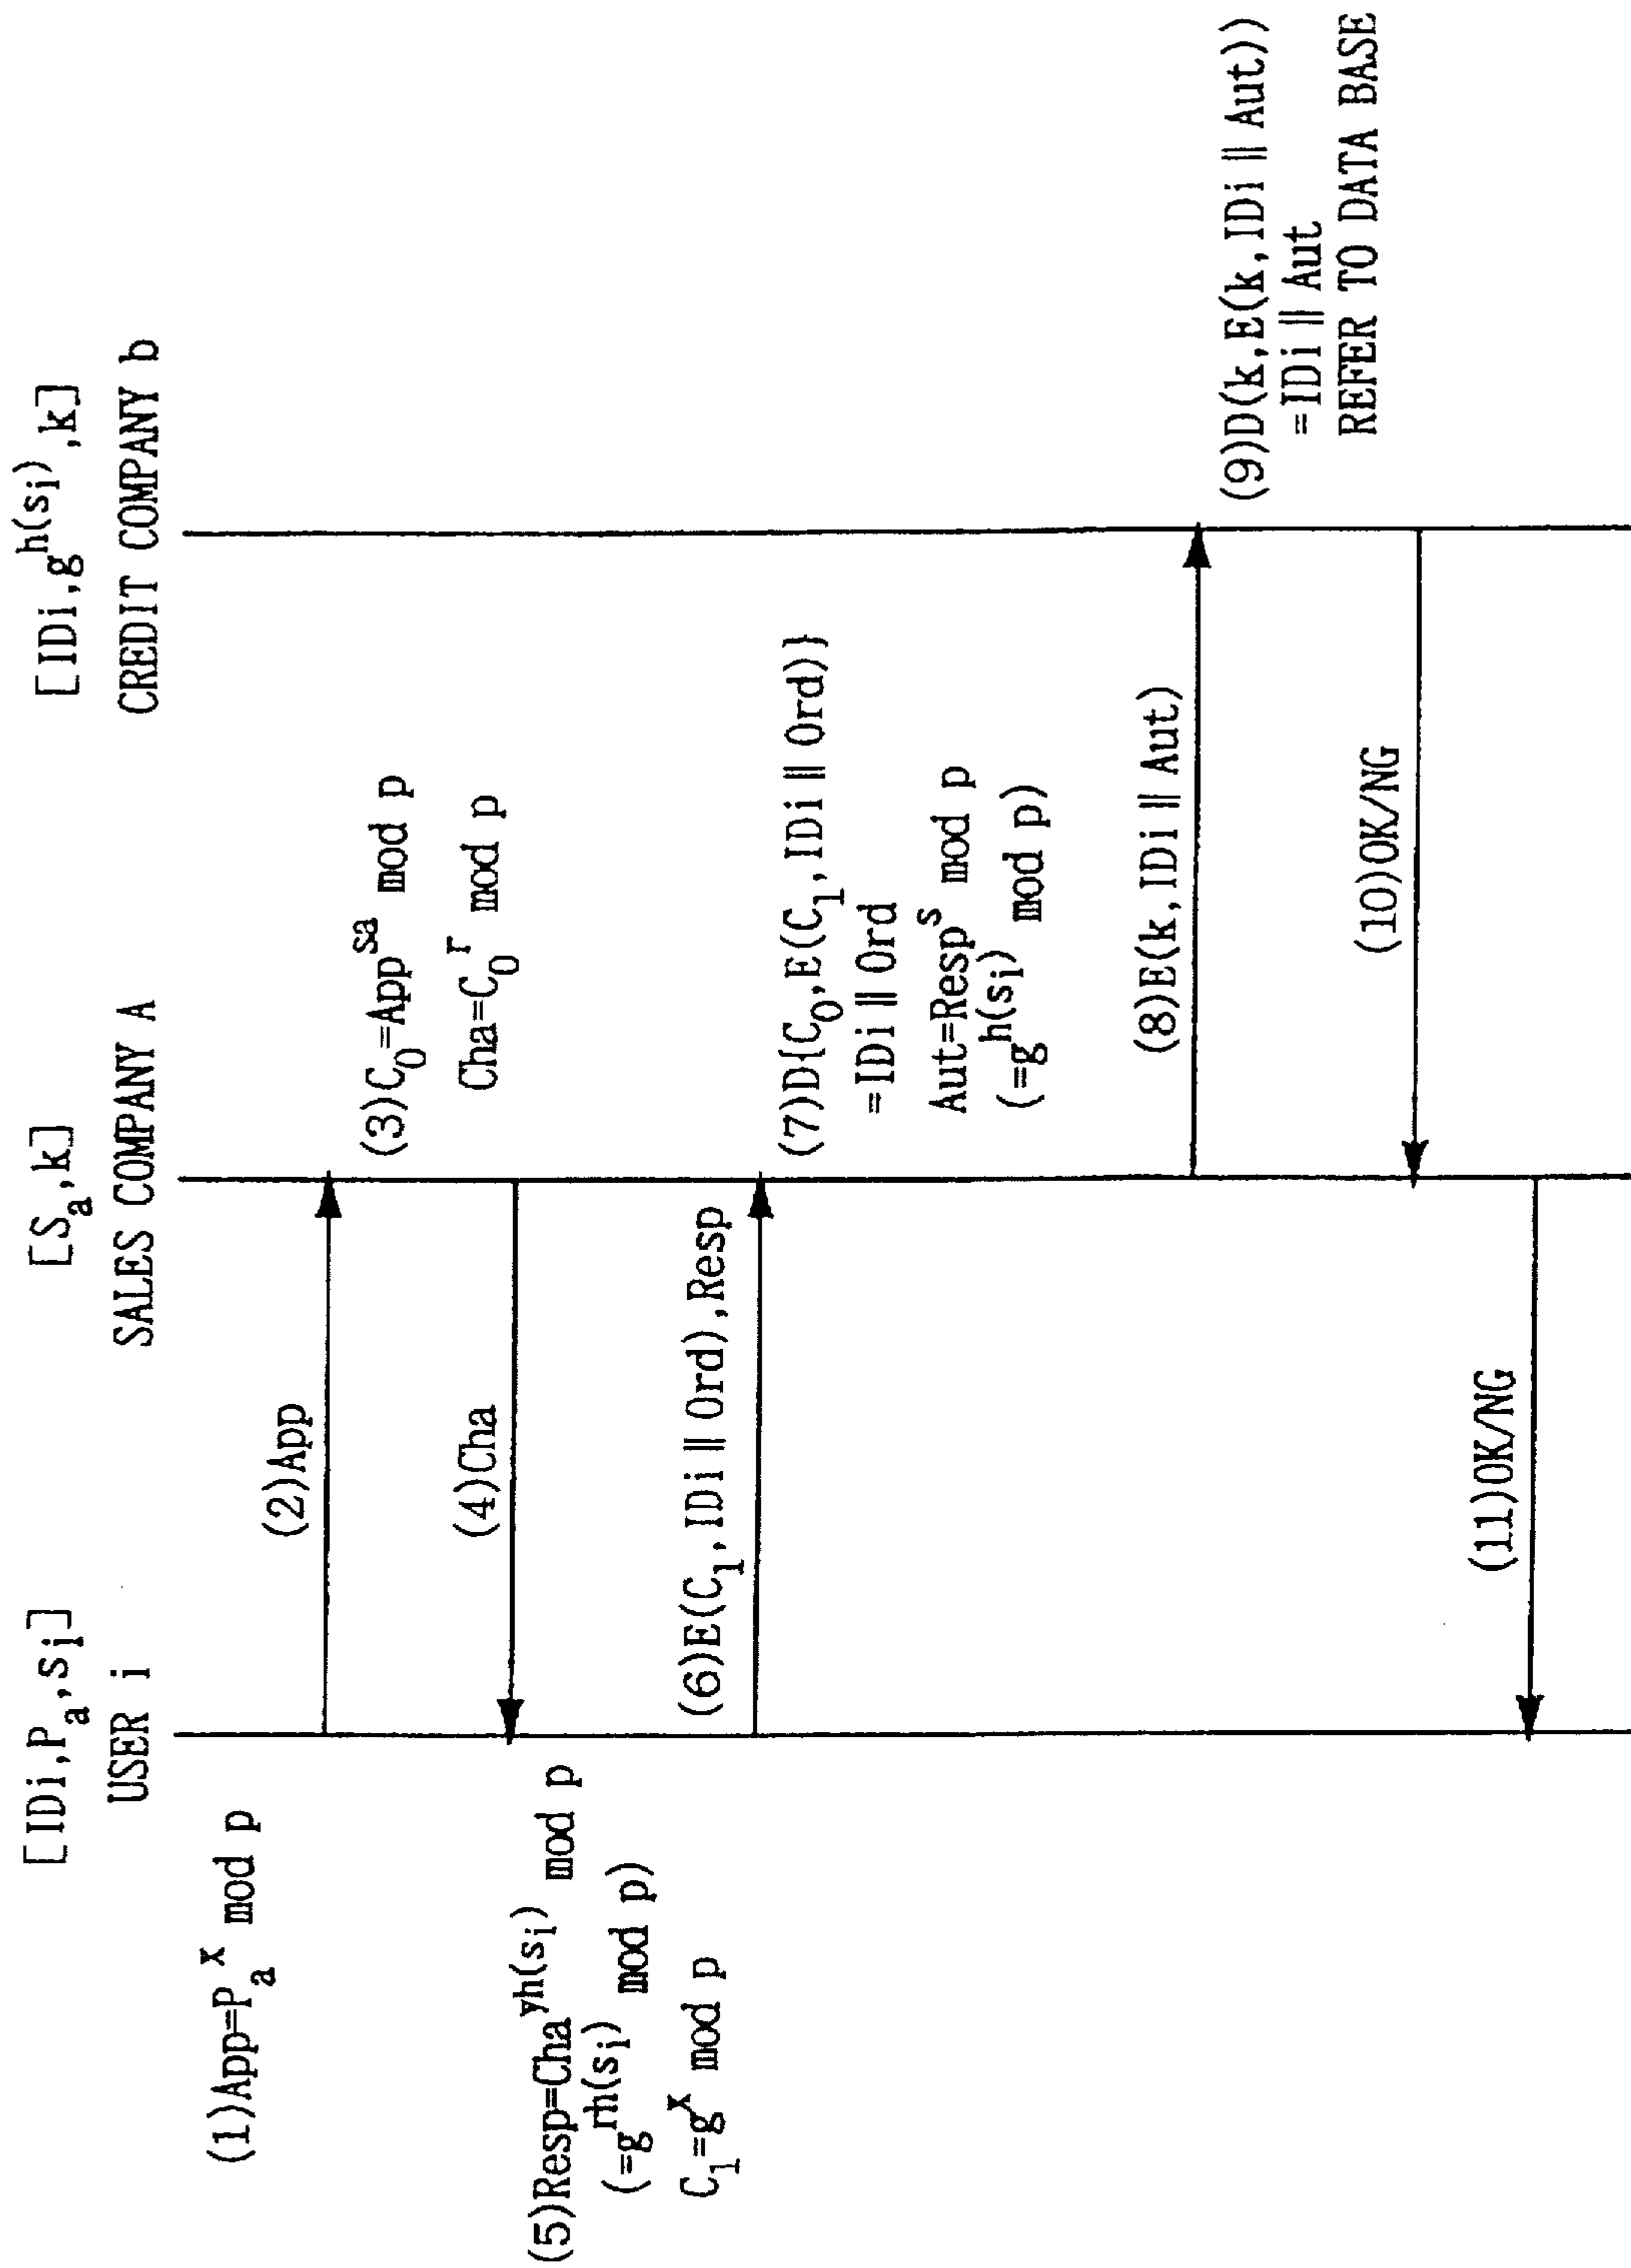 [IDi,Pₐ,sᵢ]
USER i
[Sₐ,k]
SALES COMPANY A
[IDi,g^h(sᵢ),k]
CREDIT COMPANY b
(1)App=Pₐ^x mod p
(2)App
(3)C₀=App^sa mod p
Cha=C₀^r mod p
(4)Cha
(5)Resp=Cha^yh(sᵢ) mod p
(=g^rh(sᵢ) mod p)
C₁=g^x mod p
(6)E(C₁,IDi ‖ Ord),Resp
(7)D{C₀,E(C₁,IDi ‖ Ord)}
=IDi ‖ Ord
Aut=Resp^s mod p
(=g^h(sᵢ) mod p)
(8)E(k,IDi ‖ Aut)
(9)D(k,E(k,IDi ‖ Aut))
=IDi ‖ Aut
REFER TO DATA BASE
(10)OK/NG
(11)OK/NG